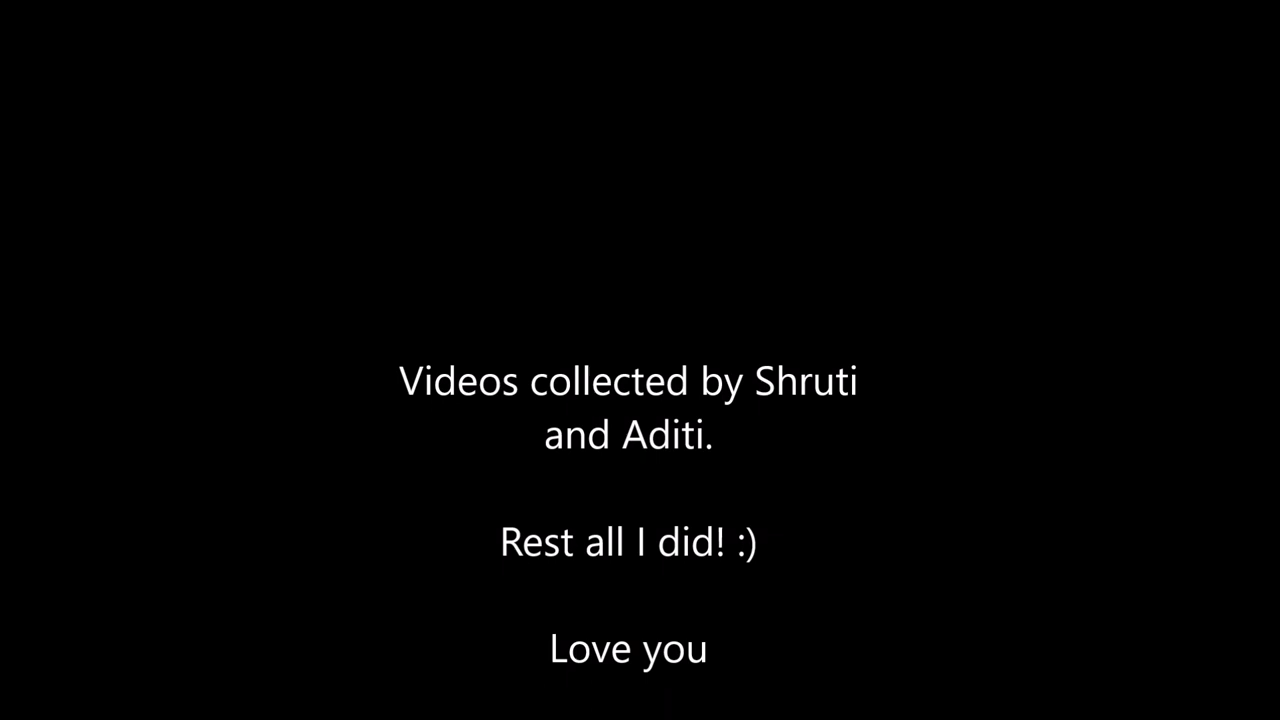 Videos collected by Shruti
and Aditi.
Rest all I did! :)
Love you